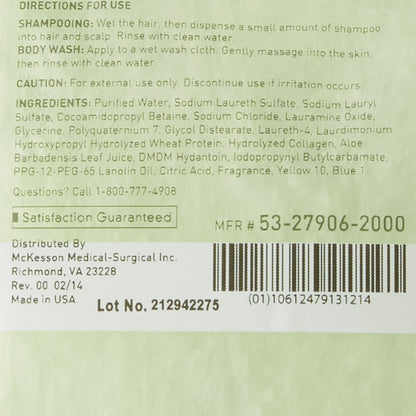 DIRECTIONS FOR USE
SHAMPOOING: Wet the hair, then dispense a small amount of shampoo
into hair and scalp. Rinse with clean water.
BODY WASH: Apply to a wet wash cloth. Gently massage into the skin,
then rinse with clean water.
CAUTION: For external use only. Discontinue use if irritation occurs.
INGREDIENTS: Purified Water, Sodium Laureth Sulfate, Sodium Lauryl
Sulfate, Cocoamidopropyl Betaine, Sodium Chloride, Lauramine Oxide,
Glycerine, Polyquaternium 7, Glycol Distearate, Laureth-4, Laurdimonium
Hydroxypropyl Hydrolyzed Wheat Protein, Hydrolyzed Collagen, Aloe
Barbadensis Leaf Juice, DMDM Hydantoin, Iodopropynyl Butylcarbamate,
PPG-12-PEG-65 Lanolin Oil, Citric Acid, Fragrance, Yellow 10, Blue 1
Questions? Call 1-800-777-4908
Satisfaction Guaranteed
MFR # 53-27906-2000
Distributed By
McKesson Medical-Surgical Inc.
Richmond, VA 23228
Rev. 00 02/14
Made in USA
Lot No. 212942275
(01)10612479131214